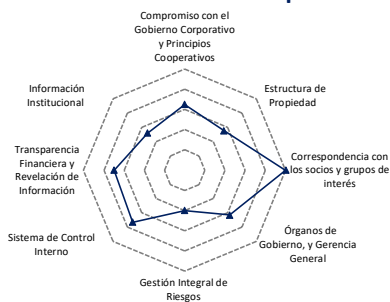 Compromiso con el
Gobierno Corporativo
y Principios
Cooperativos
Estructura de
Propiedad
Correspondencia con
los socios y grupos de
interés
Órganos de
Gobierno, y Gerencia
General
Gestión Integral de
Riesgos
Sistema de Control
Interno
Transparencia
Financiera y
Revelación de
Información
Información
Institucional